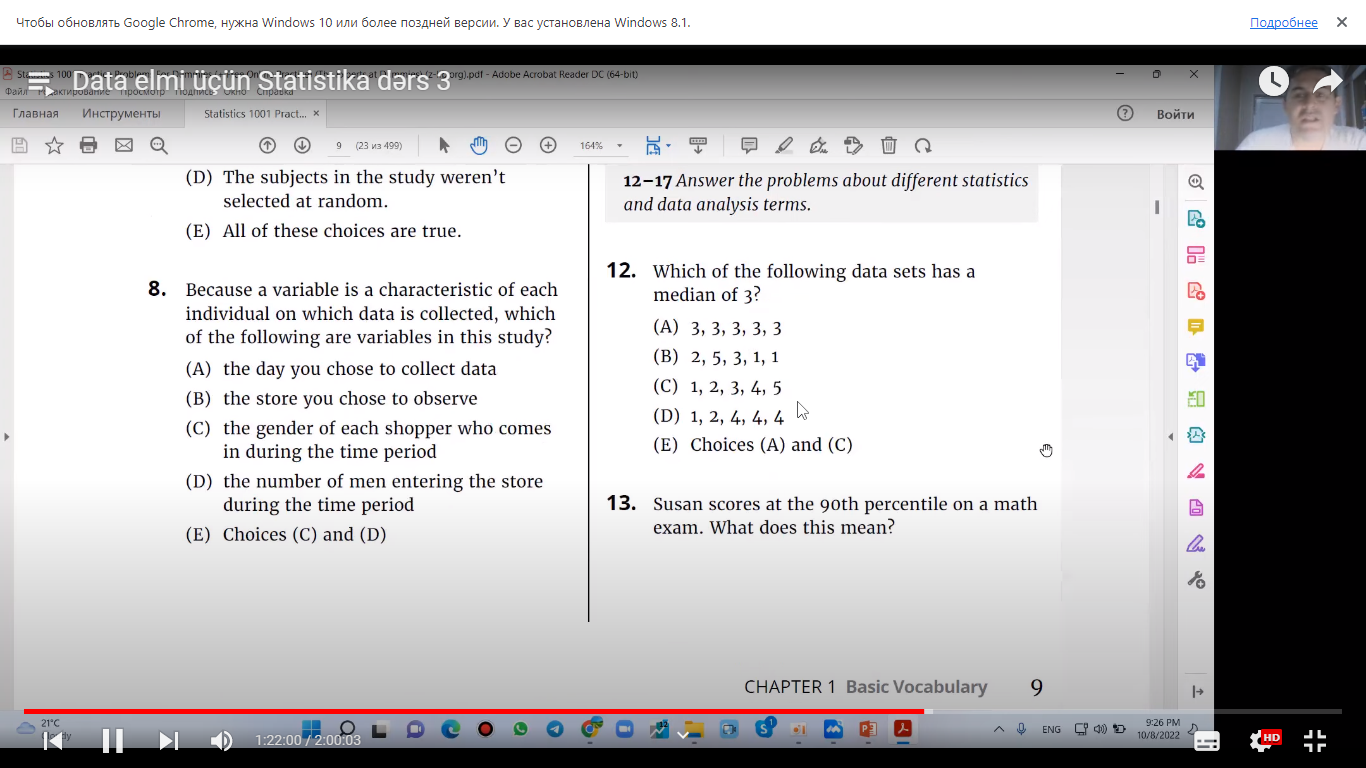 Чтобы обновлять Google Chrome, нужна Windows 10 или более поздней версии. У вас установлена Windows 8.1.
Подробнее
Data elmi üçün Statistika dərs 3
.pdf - Adobe Acrobat Reader DC (64-bit)
Главная
Инструменты
Statistics 1001 Pract...
Войти
9
(23 из 499)
164%
(D) The subjects in the study weren't
selected at random.
(E) All of these choices are true.
8. Because a variable is a characteristic of each
individual on which data is collected, which
of the following are variables in this study?
(A) the day you chose to collect data
(B) the store you chose to observe
(C) the gender of each shopper who comes
in during the time period
(D) the number of men entering the store
during the time period
(E) Choices (C) and (D)
12–17 Answer the problems about different statistics
and data analysis terms.
12. Which of the following data sets has a
median of 3?
(A) 3, 3, 3, 3, 3
(B) 2, 5, 3, 1, 1
(C) 1, 2, 3, 4, 5
(D) 1, 2, 4, 4, 4
(E) Choices (A) and (C)
13. Susan scores at the 90th percentile on a math
exam. What does this mean?
CHAPTER 1 Basic Vocabulary 9
21°C
ENG
9:26 PM
10/8/2022
1:22:00 / 2:00:03
HD